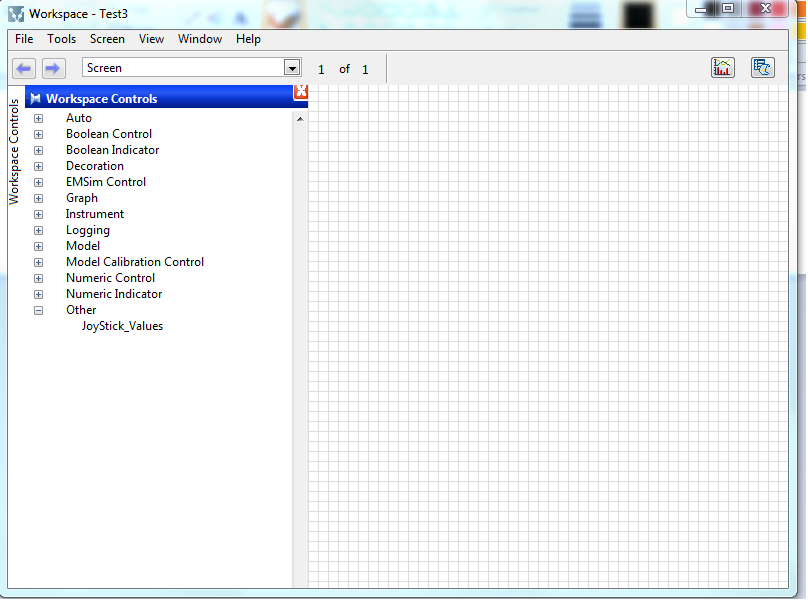 Workspace - Test3
File Tools Screen View Window Help
Screen 1 of 1
Workspace Controls
Workspace Controls
Auto
Boolean Control
Boolean Indicator
Decoration
EMSim Control
Graph
Instrument
Logging
Model
Model Calibration Control
Numeric Control
Numeric Indicator
Other
JoyStick_Values